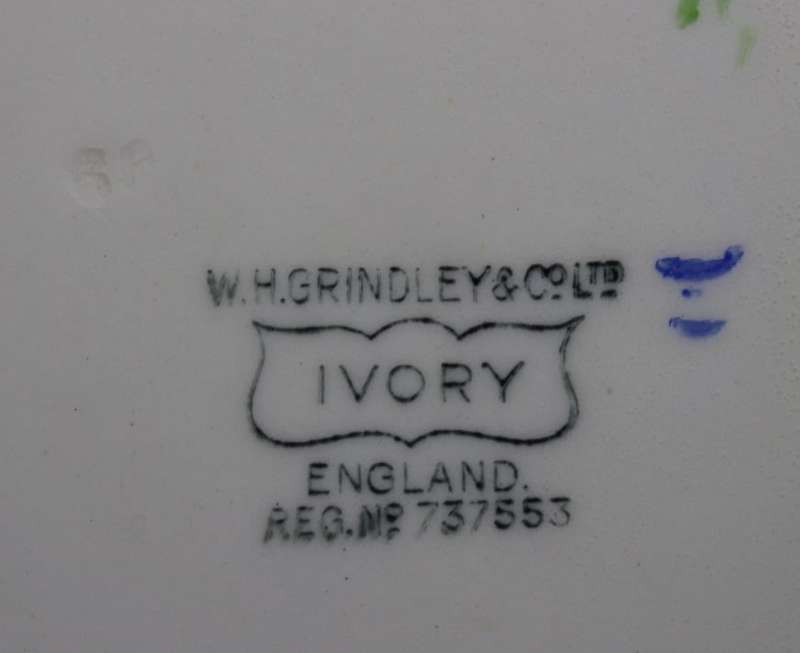 W.H.GRINDLEY&Cº.LTD
IVORY
ENGLAND.
REG.Nº 737553